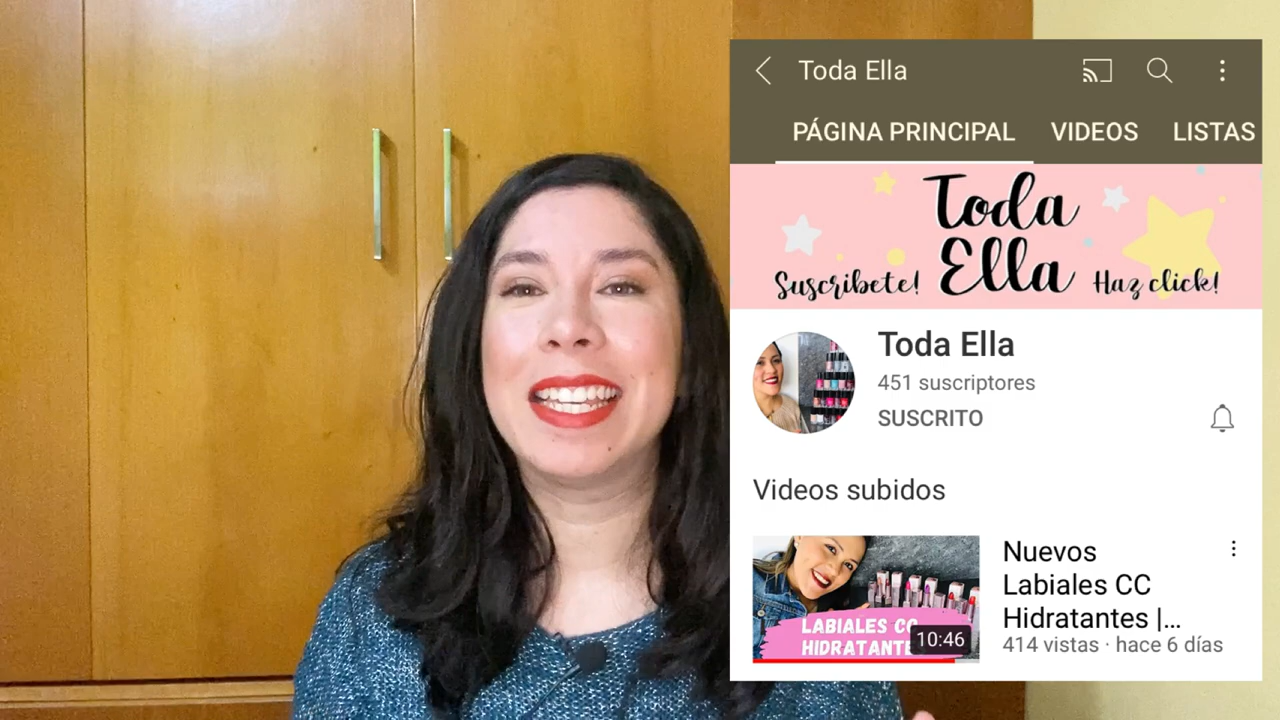 Toda Ella
PÁGINA PRINCIPAL VIDEOS LISTAS
Toda
Ella
Suscribete!
Haz click!
Toda Ella
451 suscriptores
SUSCRITO
Videos subidos
LABIALES CC
HIDRATANTE
10:46
Nuevos
Labiales CC
Hidratantes |...
414 vistas · hace 6 días